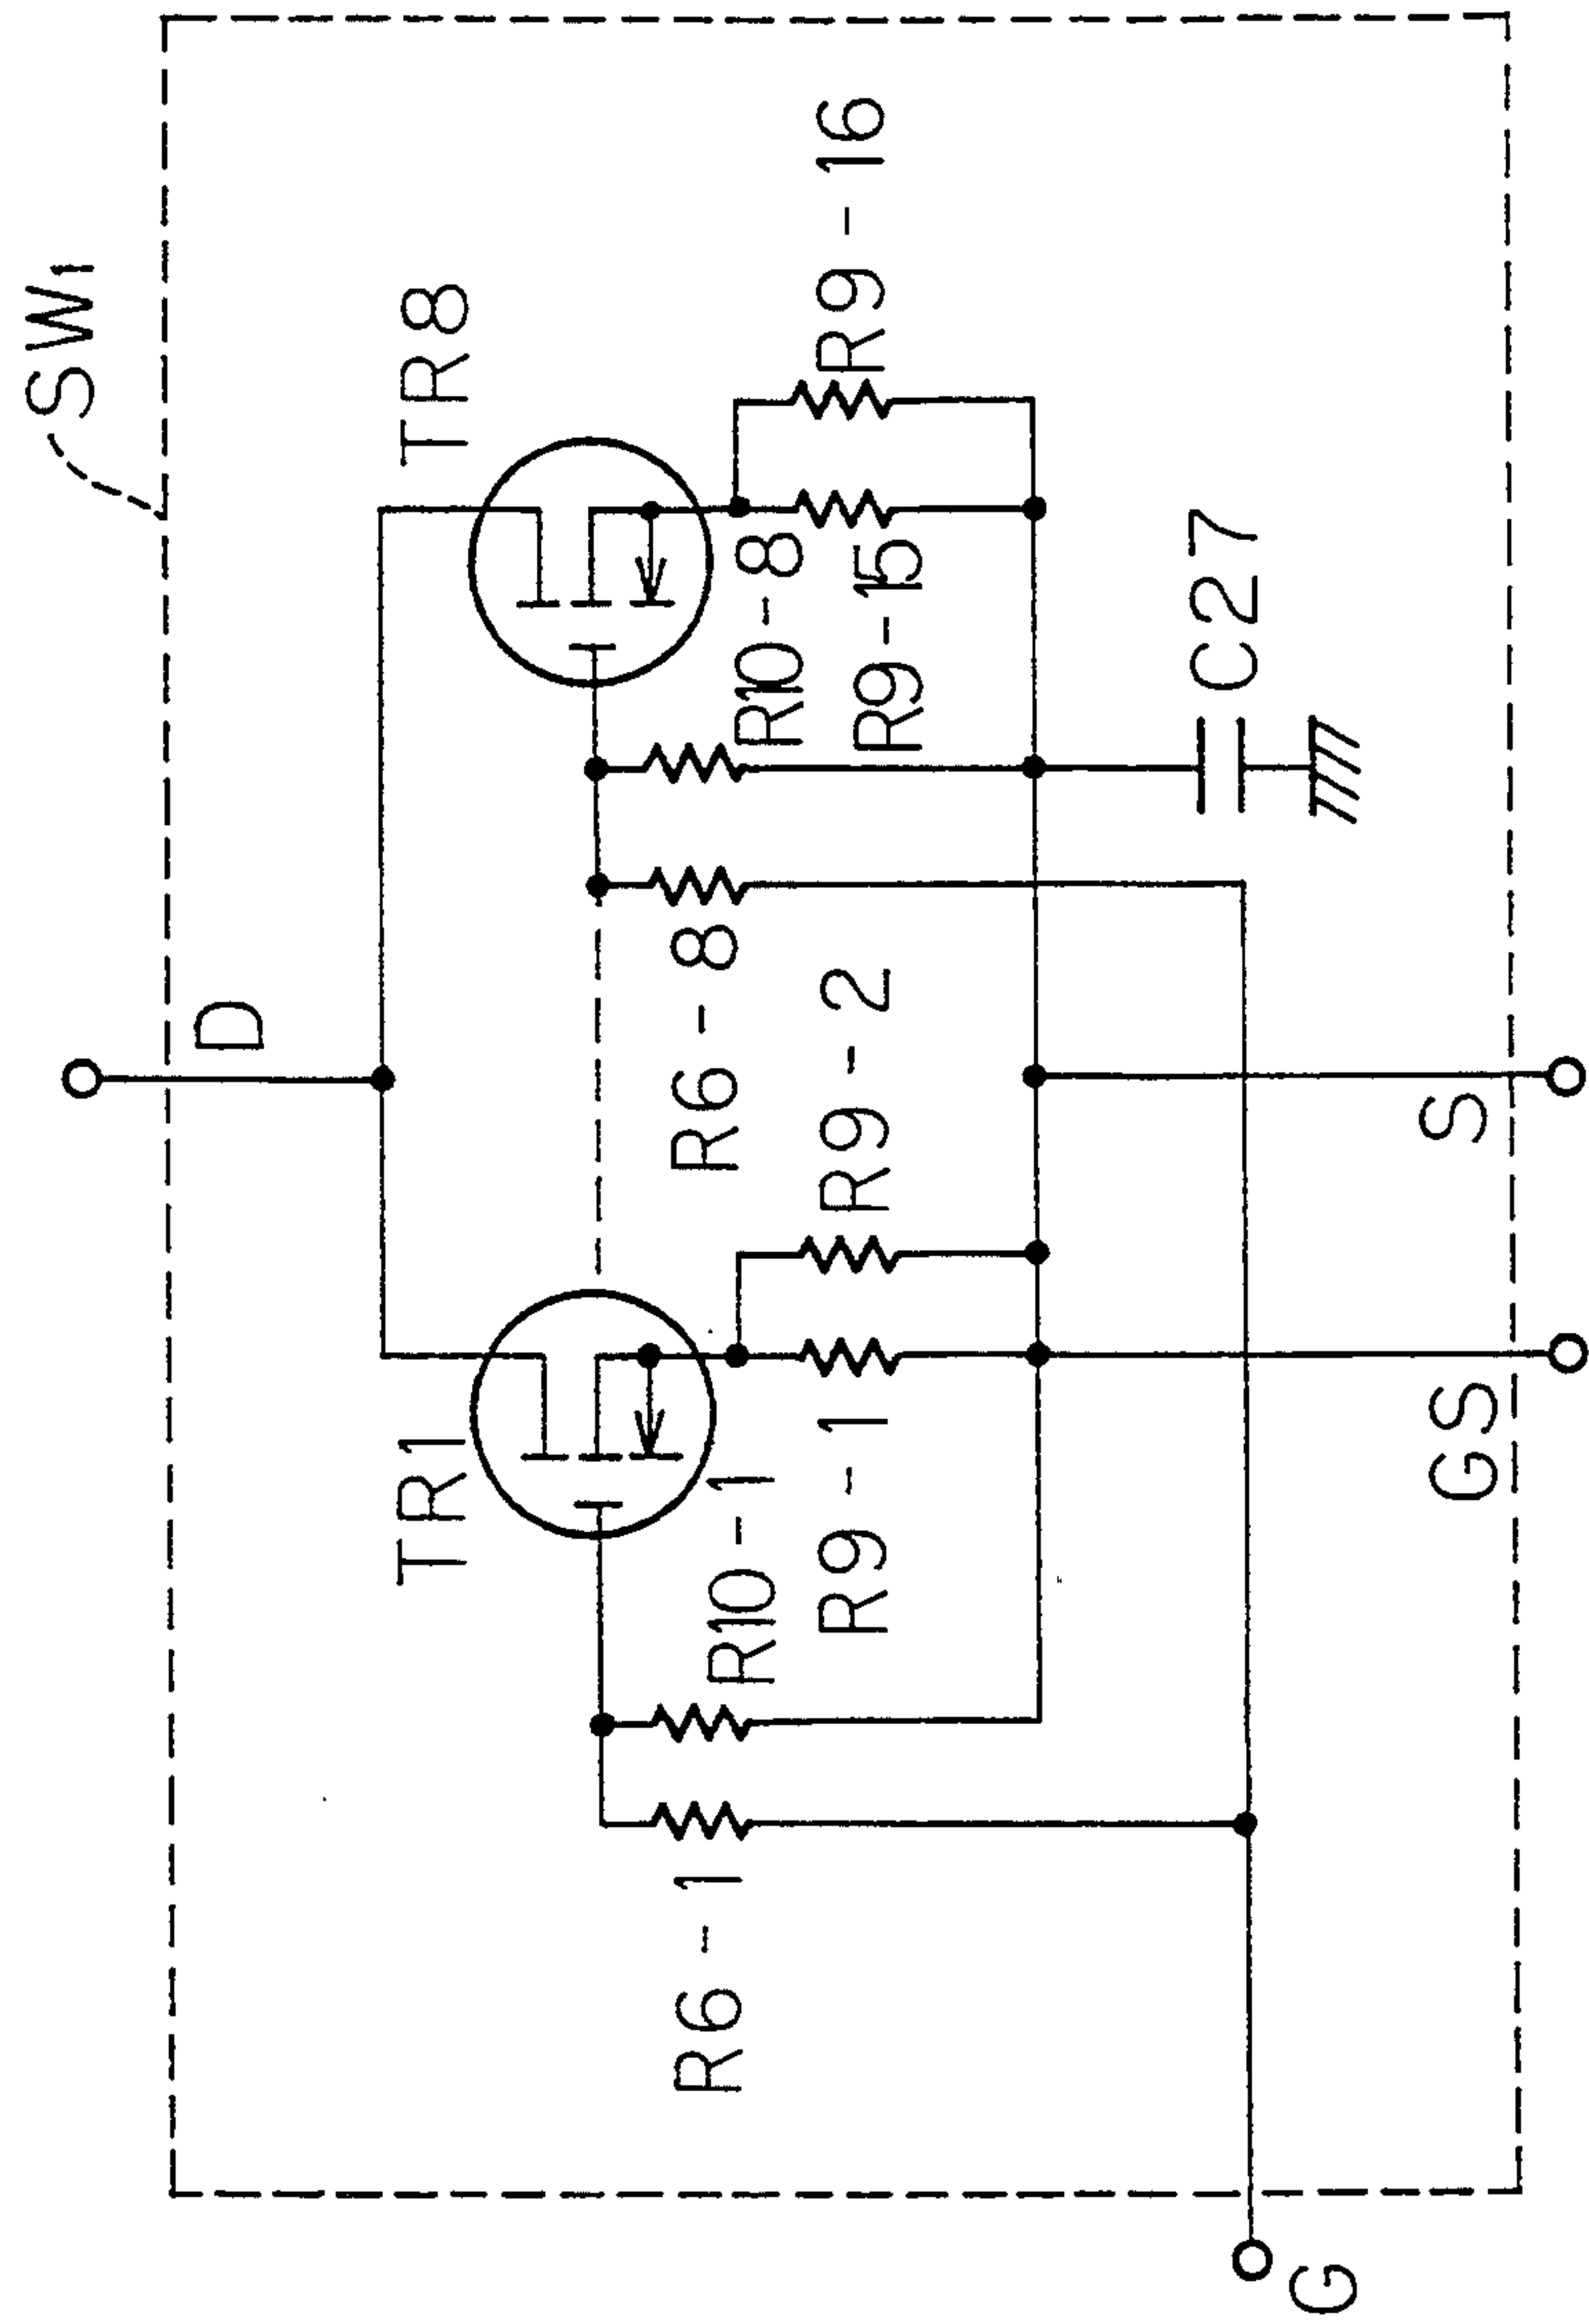 SW1
D
TR1
TR8
R10-1
R9-1
R9-2
R6-1
R6-8
R10-8
R9-15
R9-16
C27
G
GS
S